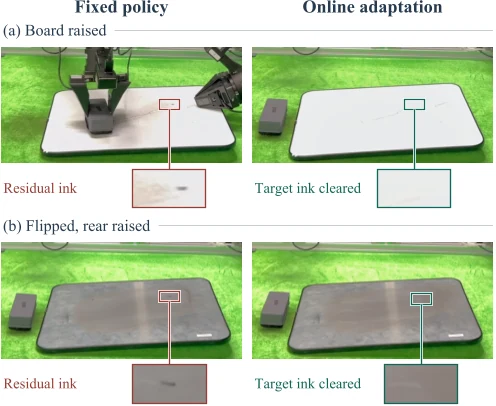 Fixed policy
Online adaptation
(a) Board raised
Residual ink
Target ink cleared
(b) Flipped, rear raised
Residual ink
Target ink cleared